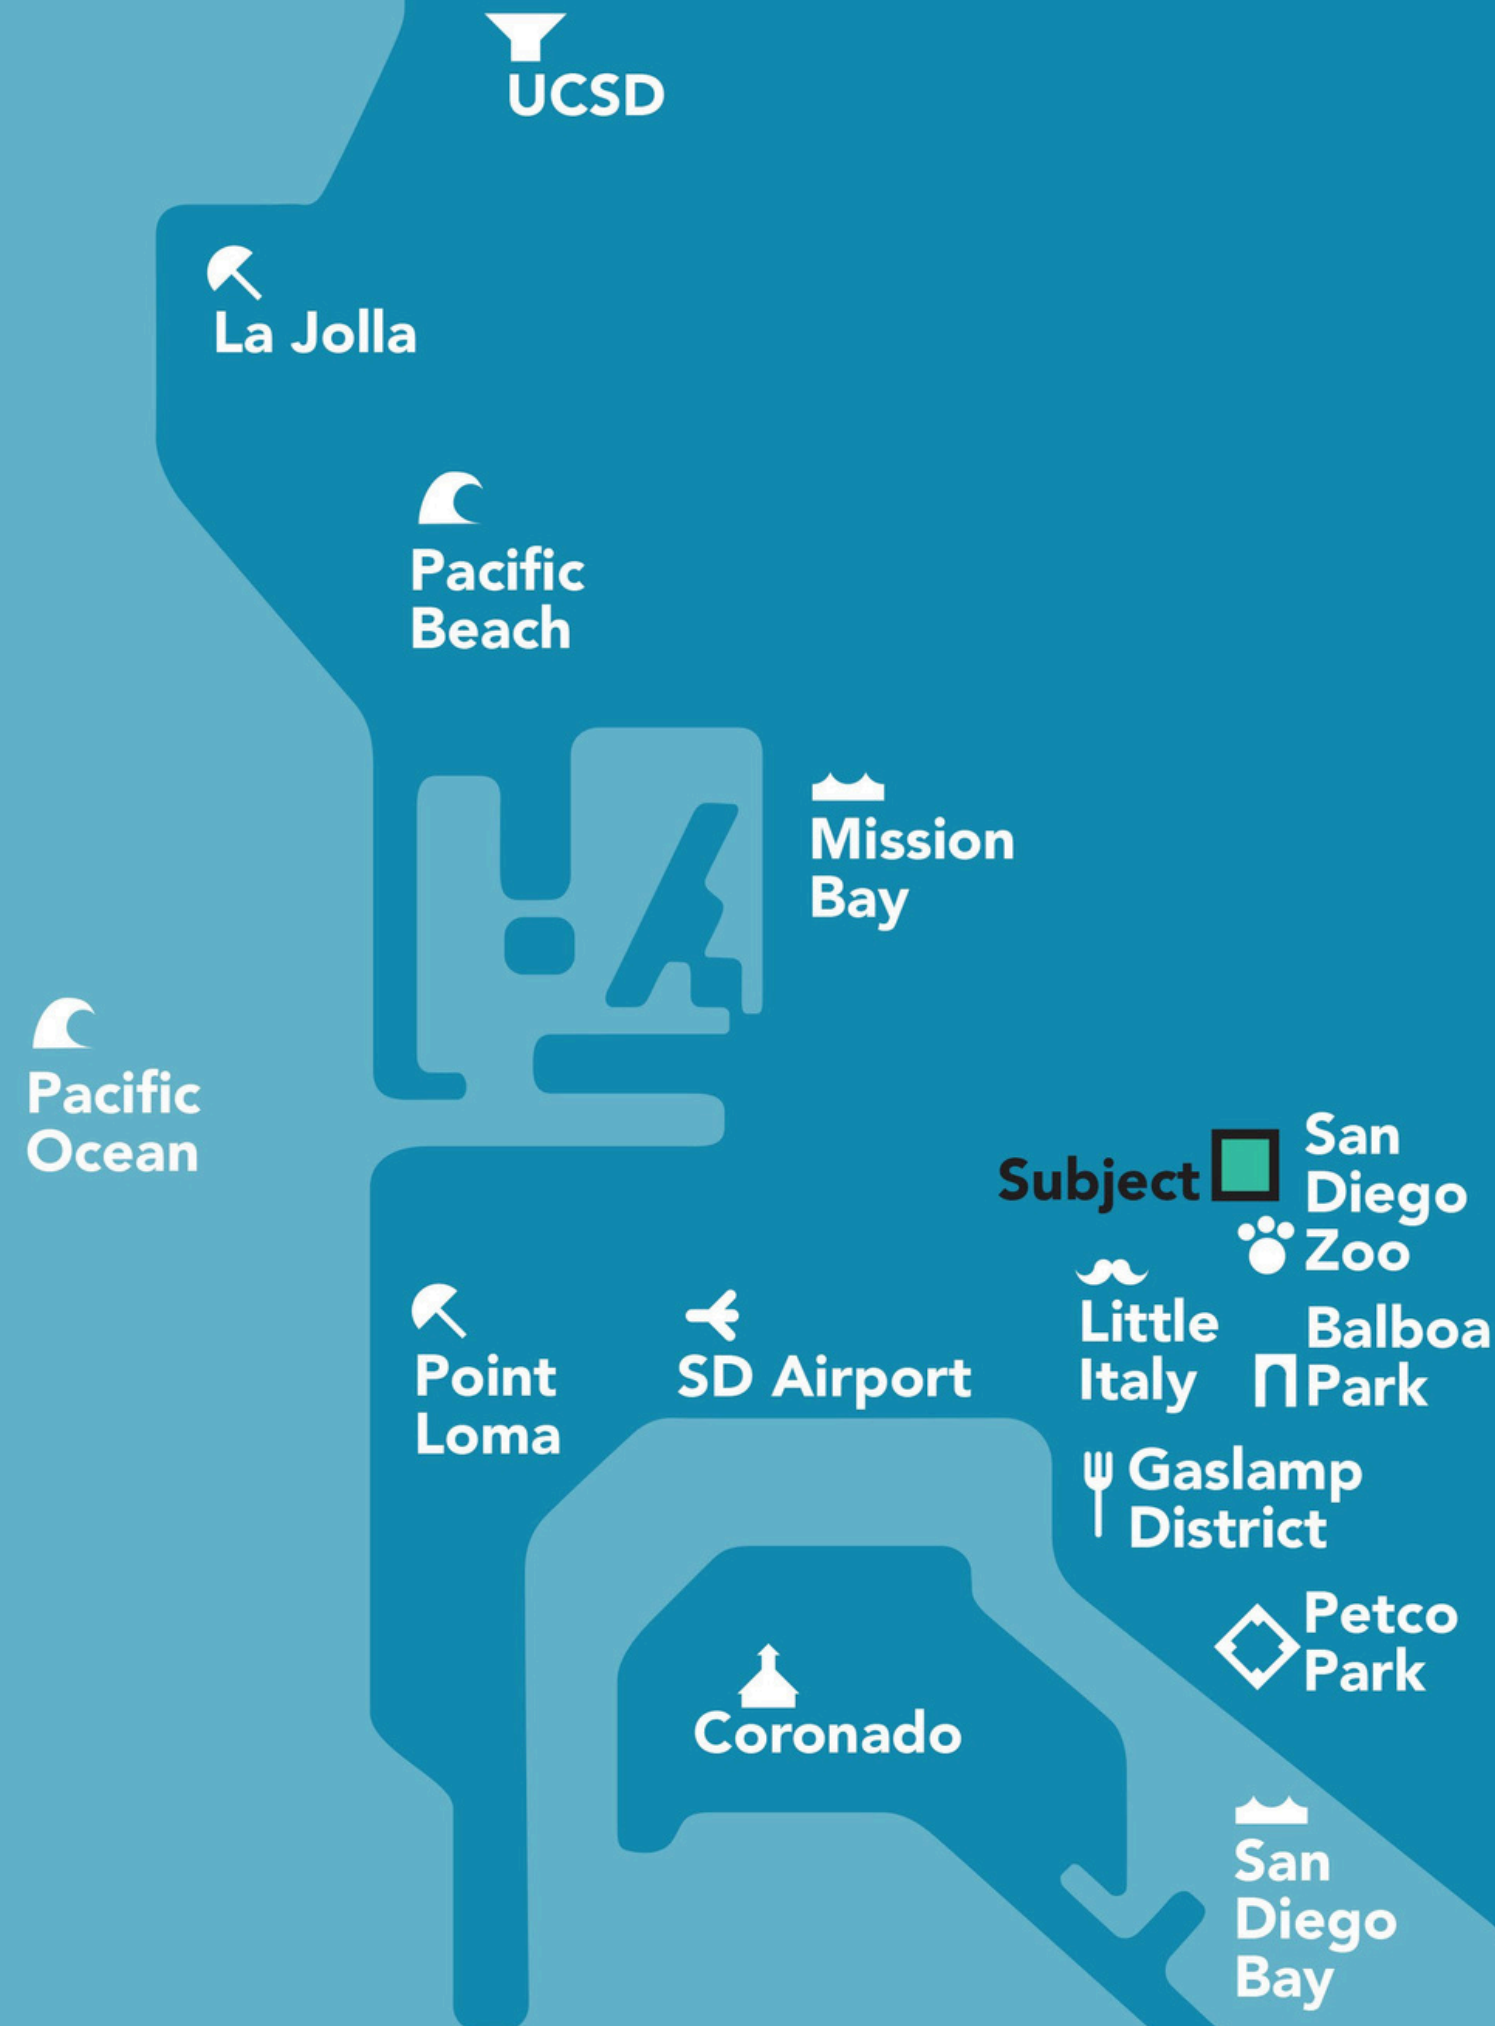 UCSD
La Jolla
Pacific
Beach
Mission
Bay
Pacific
Ocean
Subject
San
Diego
Zoo
Little
Italy
Balboa
Park
Point
Loma
SD Airport
Gaslamp
District
Petco
Park
Coronado
San
Diego
Bay